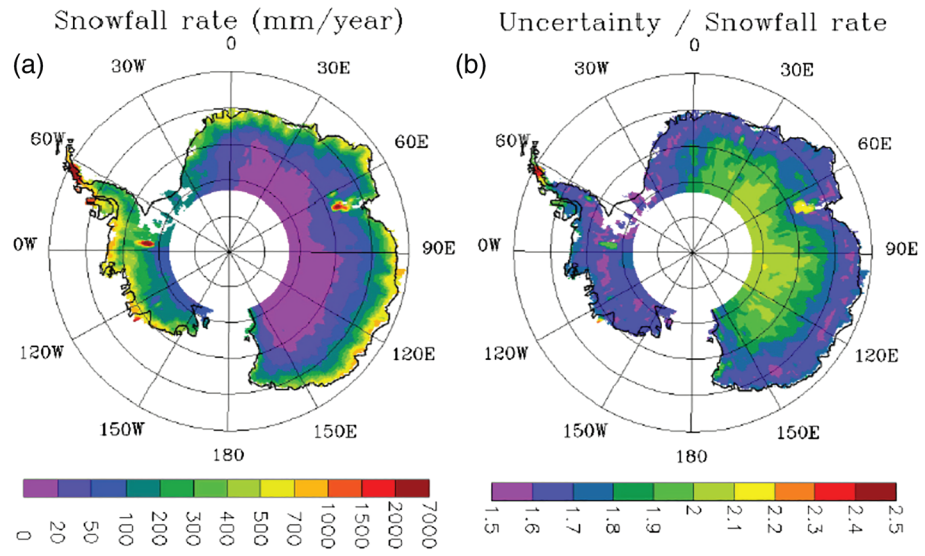 Snowfall rate (mm/year)
Uncertainty / Snowfall rate
(a)
0
30W
30E
60W
60E
0W
90E
120W
120E
150W
150E
180
(b)
0
30W
30E
60W
60E
0W
90E
120W
120E
150W
150E
180
0 20 50 100 200 300 400 500 700 1000 1500 2000 7000
1.5 1.6 1.7 1.8 1.9 2 2.1 2.2 2.3 2.4 2.5